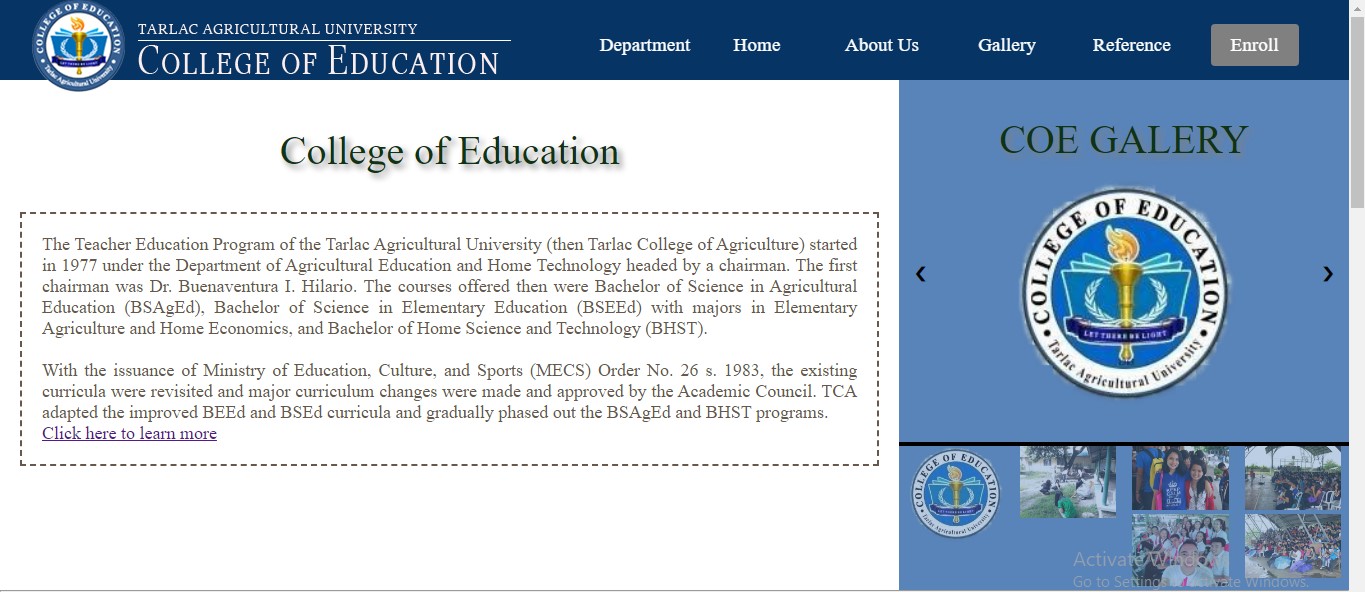 COLLEGE OF EDUCATION
Tarlac Agricultural University
LET THERE BE LIGHT
TARLAC AGRICULTURAL UNIVERSITY
COLLEGE OF EDUCATION
Department Home About Us Gallery Reference Enroll
College of Education
The Teacher Education Program of the Tarlac Agricultural University (then Tarlac College of Agriculture) started
in 1977 under the Department of Agricultural Education and Home Technology headed by a chairman. The first
chairman was Dr. Buenaventura I. Hilario. The courses offered then were Bachelor of Science in Agricultural
Education (BSAgEd), Bachelor of Science in Elementary Education (BSEEd) with majors in Elementary
Agriculture and Home Economics, and Bachelor of Home Science and Technology (BHST).
With the issuance of Ministry of Education, Culture, and Sports (MECS) Order No. 26 s. 1983, the existing
curricula were revisited and major curriculum changes were made and approved by the Academic Council. TCA
adapted the improved BEEd and BSEd curricula and gradually phased out the BSAgEd and BHST programs.
Click here to learn more
COE GALERY
COLLEGE OF EDUCATION
LET THERE BE LIGHT
Tarlac Agricultural University
COLLEGE OF EDUCATION
LET THERE BE LIGHT
Tarlac Agricultural University
Activate Windows
Go to Settings to activate Windows.